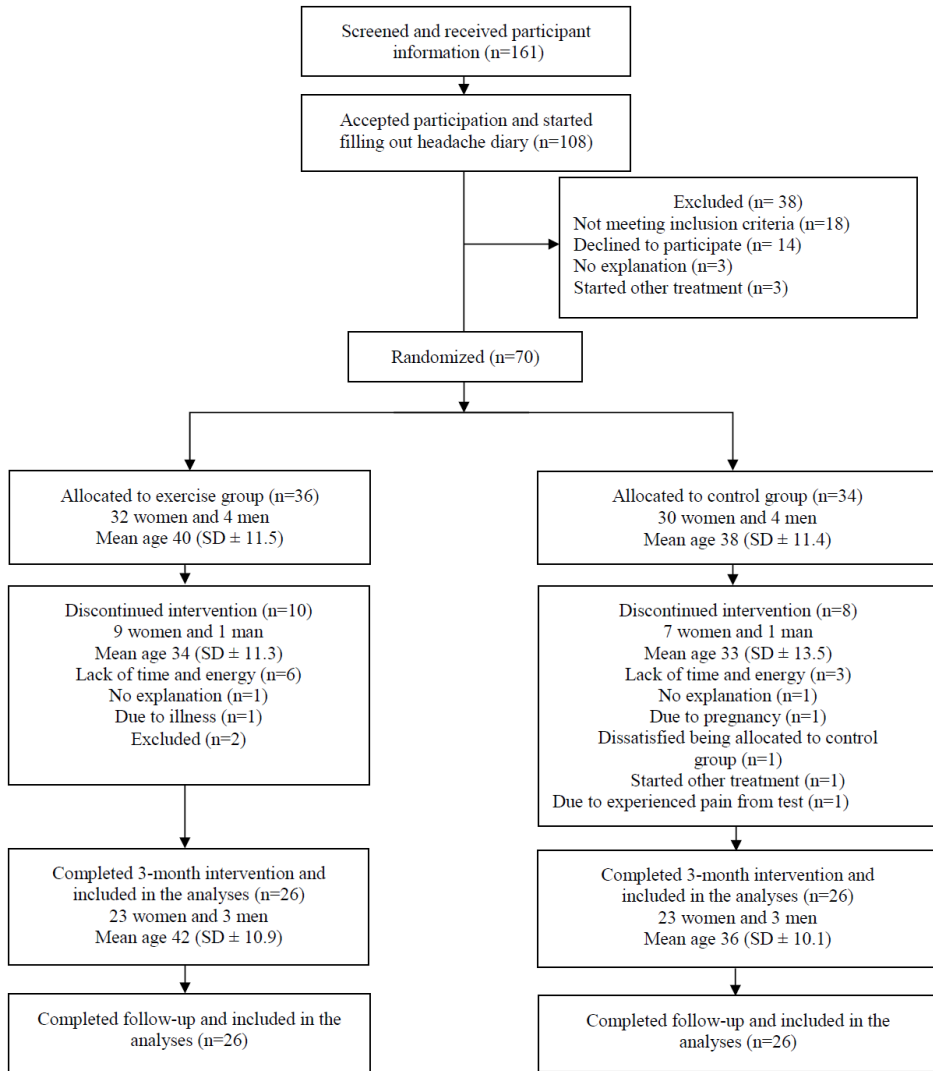 Screened and received participant
information (n=161)
Accepted participation and started
filling out headache diary (n=108)
Excluded (n= 38)
Not meeting inclusion criteria (n=18)
Declined to participate (n= 14)
No explanation (n=3)
Started other treatment (n=3)
Randomized (n=70)
Allocated to exercise group (n=36)
32 women and 4 men
Mean age 40 (SD ± 11.5)
Allocated to control group (n=34)
30 women and 4 men
Mean age 38 (SD ± 11.4)
Discontinued intervention (n=10)
9 women and 1 man
Mean age 34 (SD ± 11.3)
Lack of time and energy (n=6)
No explanation (n=1)
Due to illness (n=1)
Excluded (n=2)
Discontinued intervention (n=8)
7 women and 1 man
Mean age 33 (SD ± 13.5)
Lack of time and energy (n=3)
No explanation (n=1)
Due to pregnancy (n=1)
Dissatisfied being allocated to control
group (n=1)
Started other treatment (n=1)
Due to experienced pain from test (n=1)
Completed 3-month intervention and
included in the analyses (n=26)
23 women and 3 men
Mean age 42 (SD ± 10.9)
Completed 3-month intervention and
included in the analyses (n=26)
23 women and 3 men
Mean age 36 (SD ± 10.1)
Completed follow-up and included in the
analyses (n=26)
Completed follow-up and included in the
analyses (n=26)